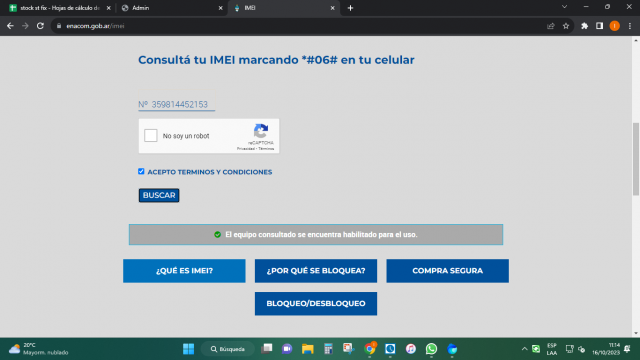 stock st fix - Hojas de cálculo de
Admin
IMEI
enacom.gob.ar/imei
Consultá tu IMEI marcando *#06# en tu celular
Nº 359814452153
No soy un robot
reCAPTCHA
Privacidad - Términos
ACEPTO TERMINOS Y CONDICIONES
BUSCAR
El equipo consultado se encuentra habilitado para el uso.
¿QUÉ ES IMEI?
¿POR QUÉ SE BLOQUEA?
COMPRA SEGURA
BLOQUEO/DESBLOQUEO
20°C
Mayorm. nublado
Búsqueda
ESP
LAA
11:14
16/10/2023